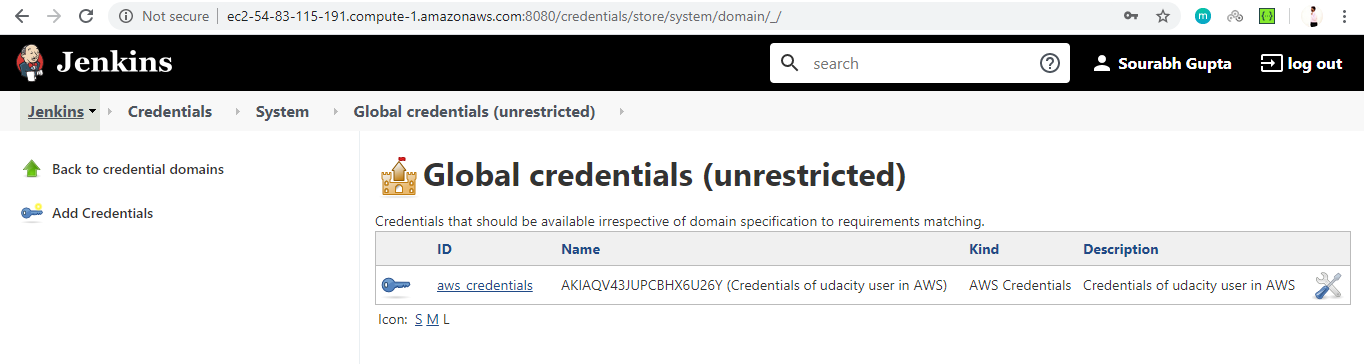 Not secure | ec2-54-83-115-191.compute-1.amazonaws.com:8080/credentials/store/system/domain/_/
Jenkins search Sourabh Gupta log out
Jenkins Credentials System Global credentials (unrestricted)
Back to credential domains
Add Credentials
Global credentials (unrestricted)
Credentials that should be available irrespective of domain specification to requirements matching.
ID Name Kind Description
aws_credentials AKIAQV43JUPCBHX6U26Y (Credentials of udacity user in AWS) AWS Credentials Credentials of udacity user in AWS
Icon: S M L